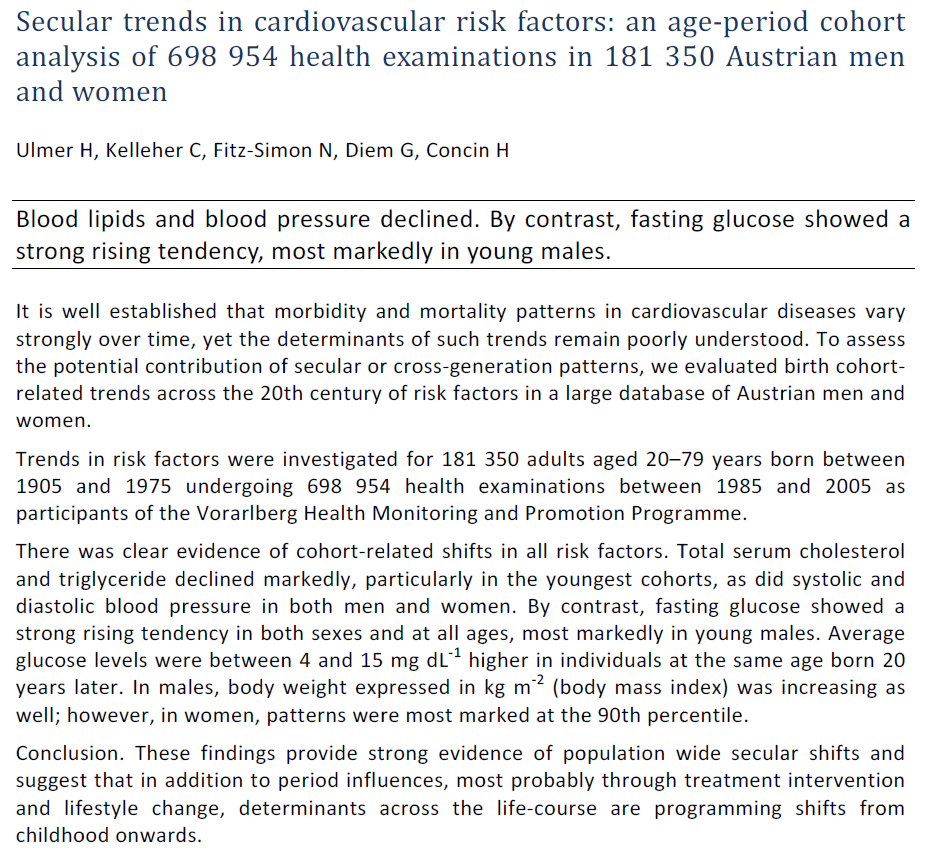 Secular trends in cardiovascular risk factors: an age-period cohort
analysis of 698 954 health examinations in 181 350 Austrian men
and women
Ulmer H, Kelleher C, Fitz-Simon N, Diem G, Concin H
Blood lipids and blood pressure declined. By contrast, fasting glucose showed a
strong rising tendency, most markedly in young males.
It is well established that morbidity and mortality patterns in cardiovascular diseases vary
strongly over time, yet the determinants of such trends remain poorly understood. To assess
the potential contribution of secular or cross-generation patterns, we evaluated birth cohort-
related trends across the 20th century of risk factors in a large database of Austrian men and
women.
Trends in risk factors were investigated for 181 350 adults aged 20–79 years born between
1905 and 1975 undergoing 698 954 health examinations between 1985 and 2005 as
participants of the Vorarlberg Health Monitoring and Promotion Programme.
There was clear evidence of cohort-related shifts in all risk factors. Total serum cholesterol
and triglyceride declined markedly, particularly in the youngest cohorts, as did systolic and
diastolic blood pressure in both men and women. By contrast, fasting glucose showed a
strong rising tendency in both sexes and at all ages, most markedly in young males. Average
glucose levels were between 4 and 15 mg dL⁻¹ higher in individuals at the same age born 20
years later. In males, body weight expressed in kg m⁻² (body mass index) was increasing as
well; however, in women, patterns were most marked at the 90th percentile.
Conclusion. These findings provide strong evidence of population wide secular shifts and
suggest that in addition to period influences, most probably through treatment intervention
and lifestyle change, determinants across the life-course are programming shifts from
childhood onwards.